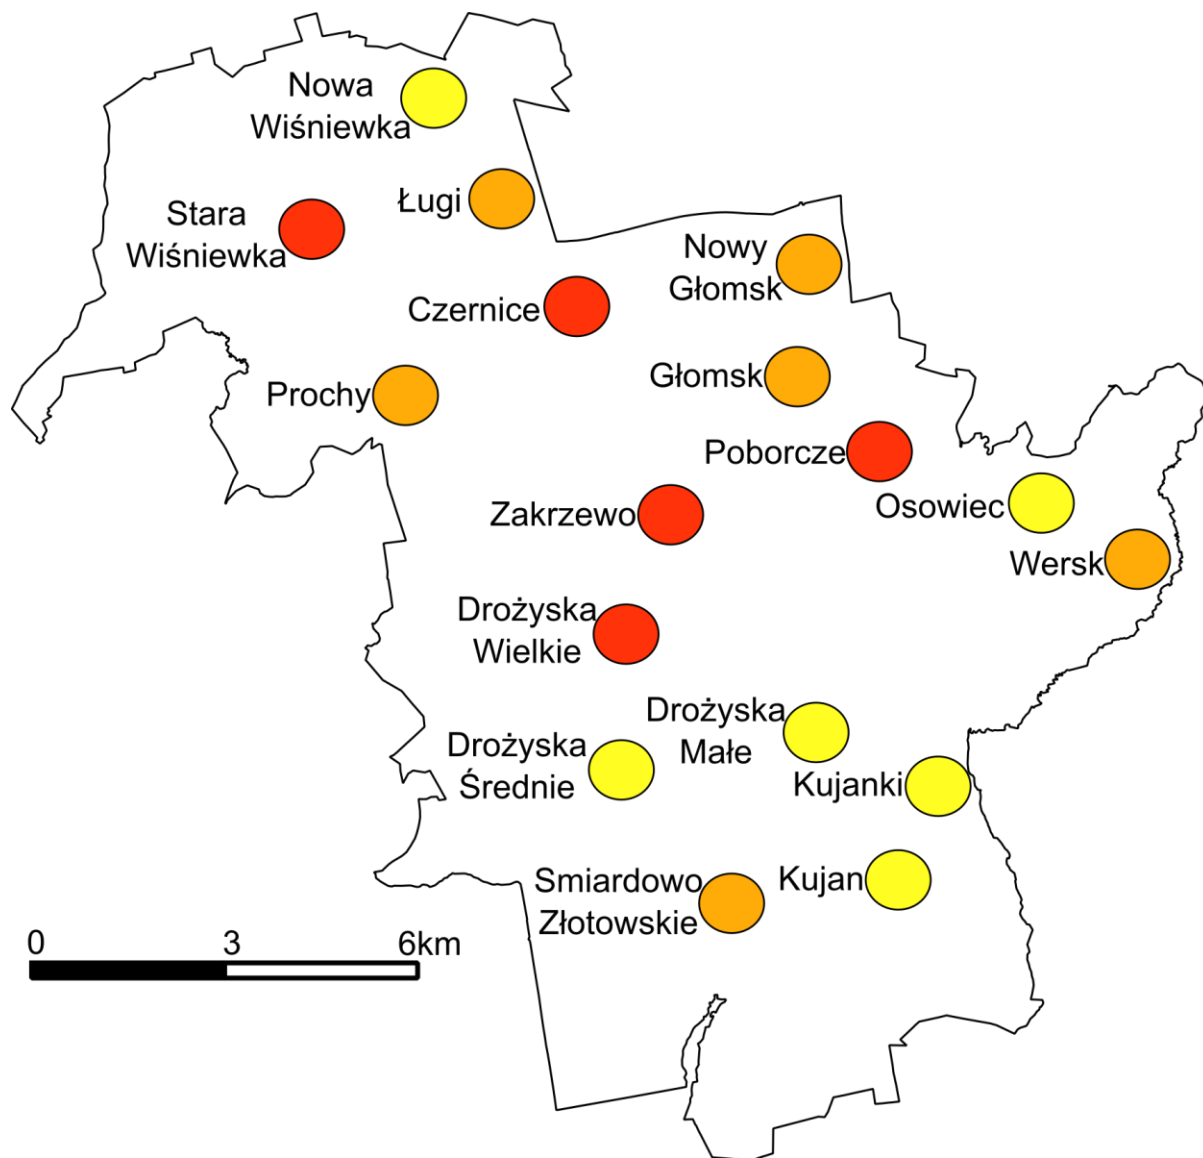 Nowa
Wiśniewka
Ługi
Stara
Wiśniewka
Nowy
Głomsk
Czernice
Głomsk
Prochy
Poborcze
Osowiec
Zakrzewo
Wersk
Drożyska
Wielkie
Drożyska
Małe
Drożyska
Średnie
Kujanki
Smiardowo
Złotowskie
Kujan
0 3 6km